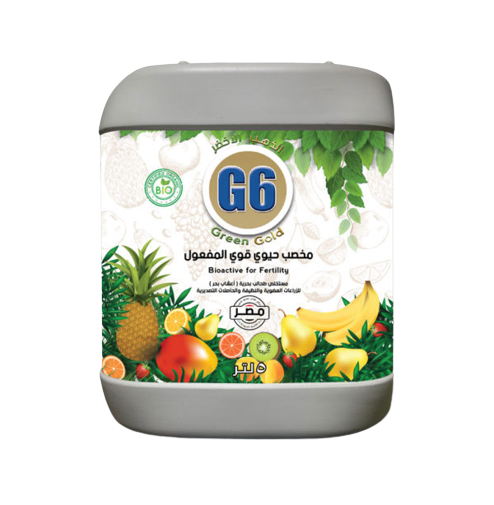 الذهب الأخضر
BIO
G6
Green Gold
مخصب حيوي قوي المفعول
Bioactive for Fertility
مستخلص طحالب بحرية ( أعشاب بحر )
للزراعات العضوية والنظيفة والحاصلات التصديرية
مصر
٥ لتر